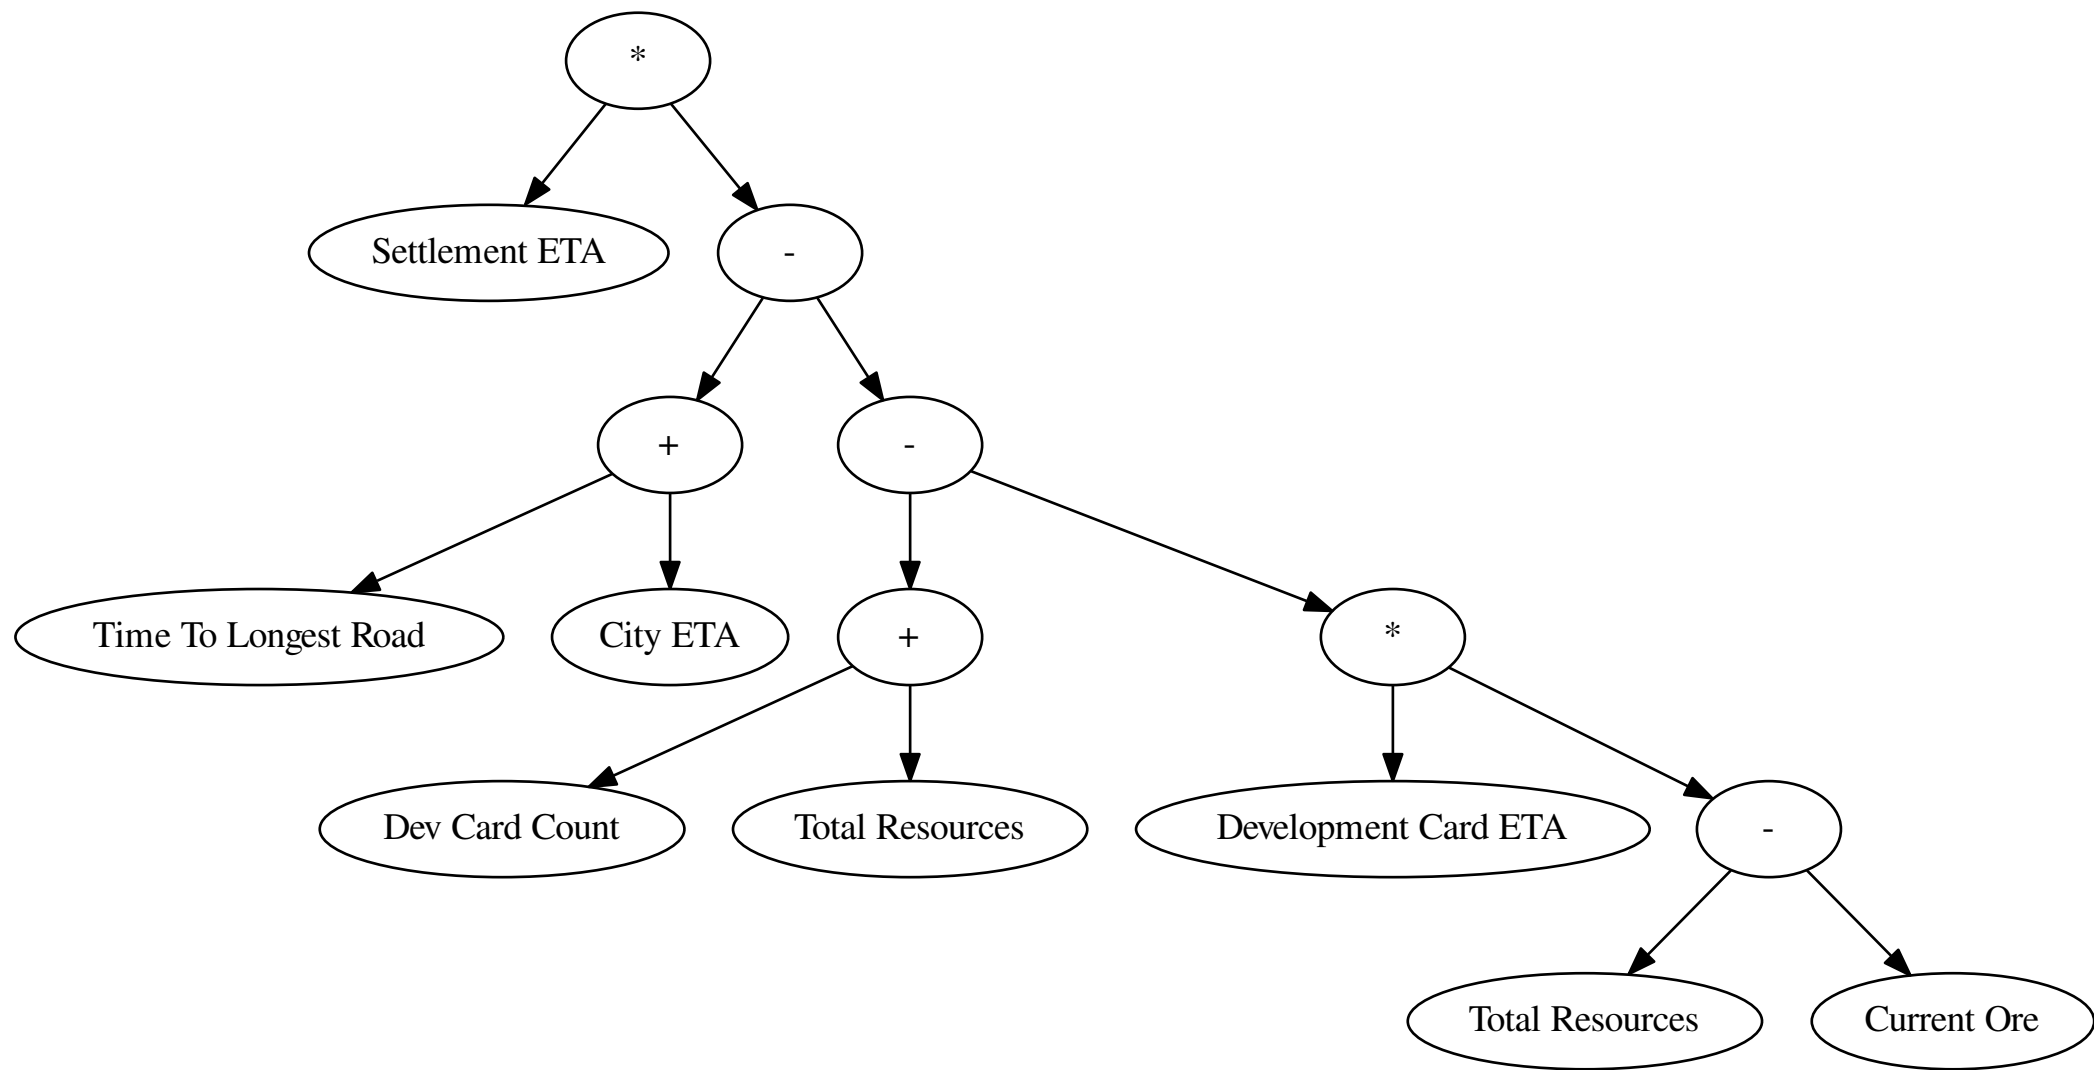 *
Settlement ETA
-
+
-
Time To Longest Road
City ETA
+
*
Dev Card Count
Total Resources
Development Card ETA
-
Total Resources
Current Ore